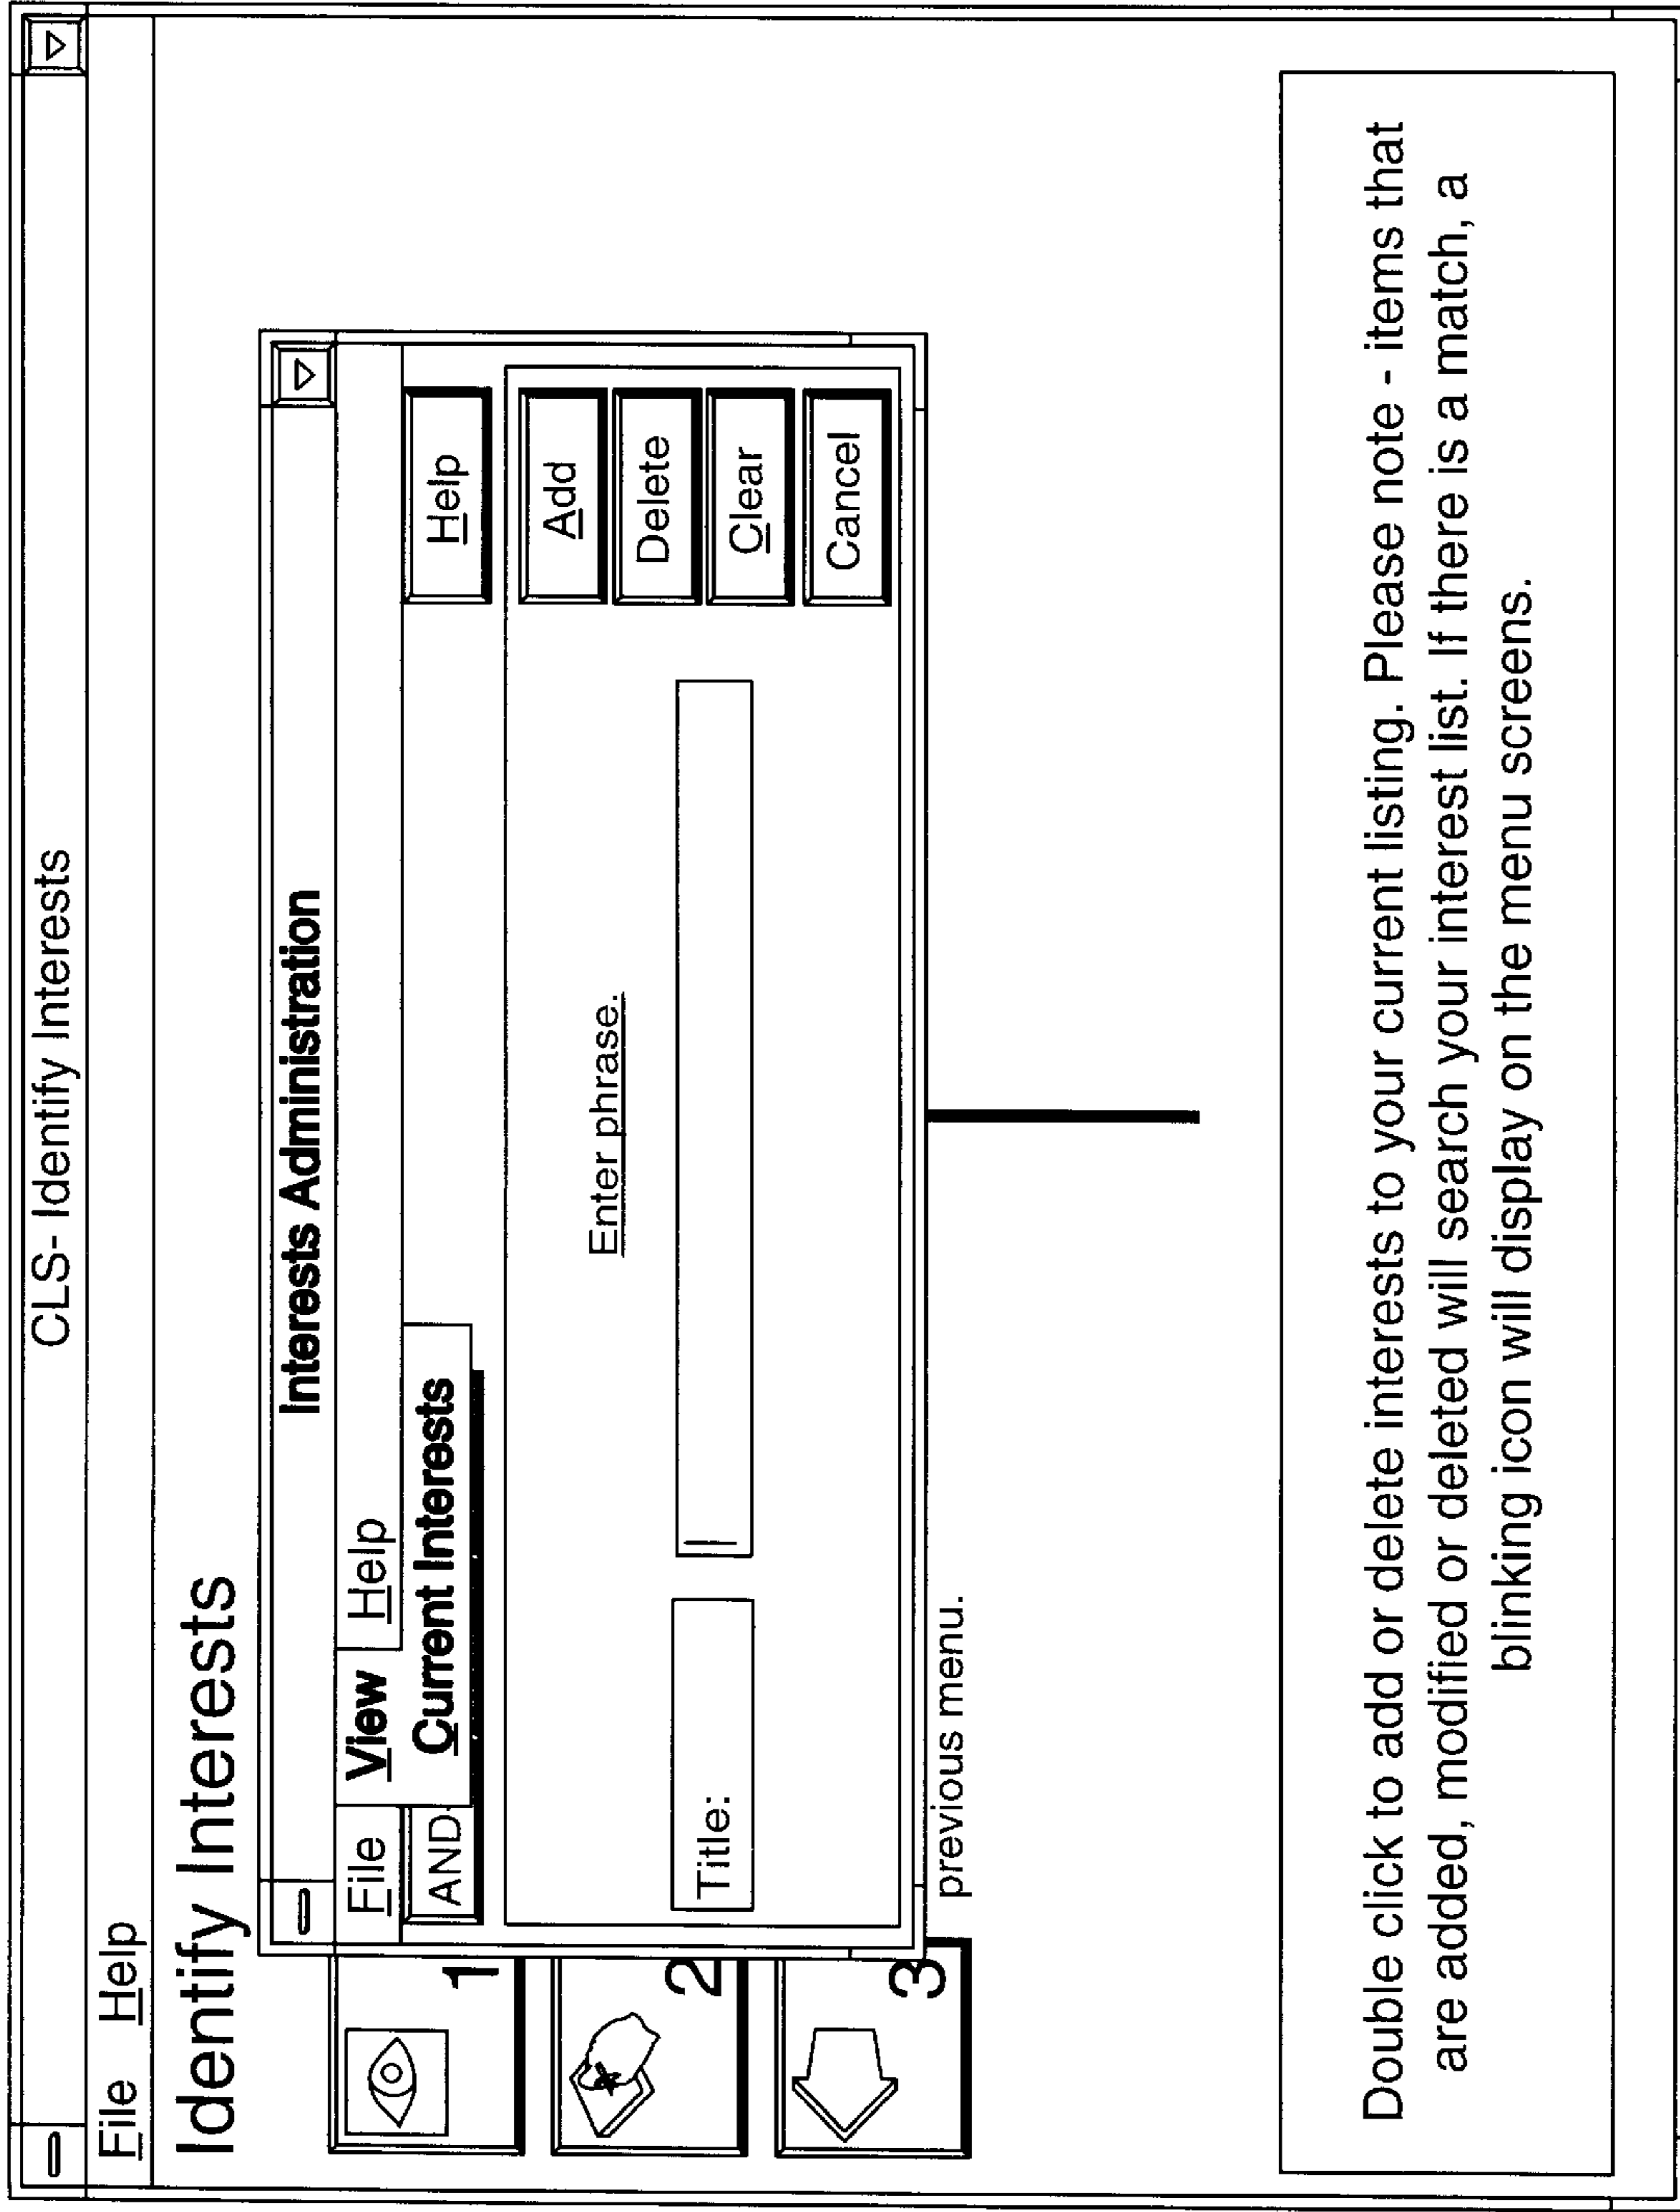 CLS- Identify Interests
File Help
Identify Interests
Interests Administration
File View Help
AND
Current Interests
Help
Enter phrase.
Title:
Add
Delete
Clear
Cancel
1
2
3
previous menu.
Double click to add or delete interests to your current listing. Please note - items that
are added, modified or deleted will search your interest list. If there is a match, a
blinking icon will display on the menu screens.